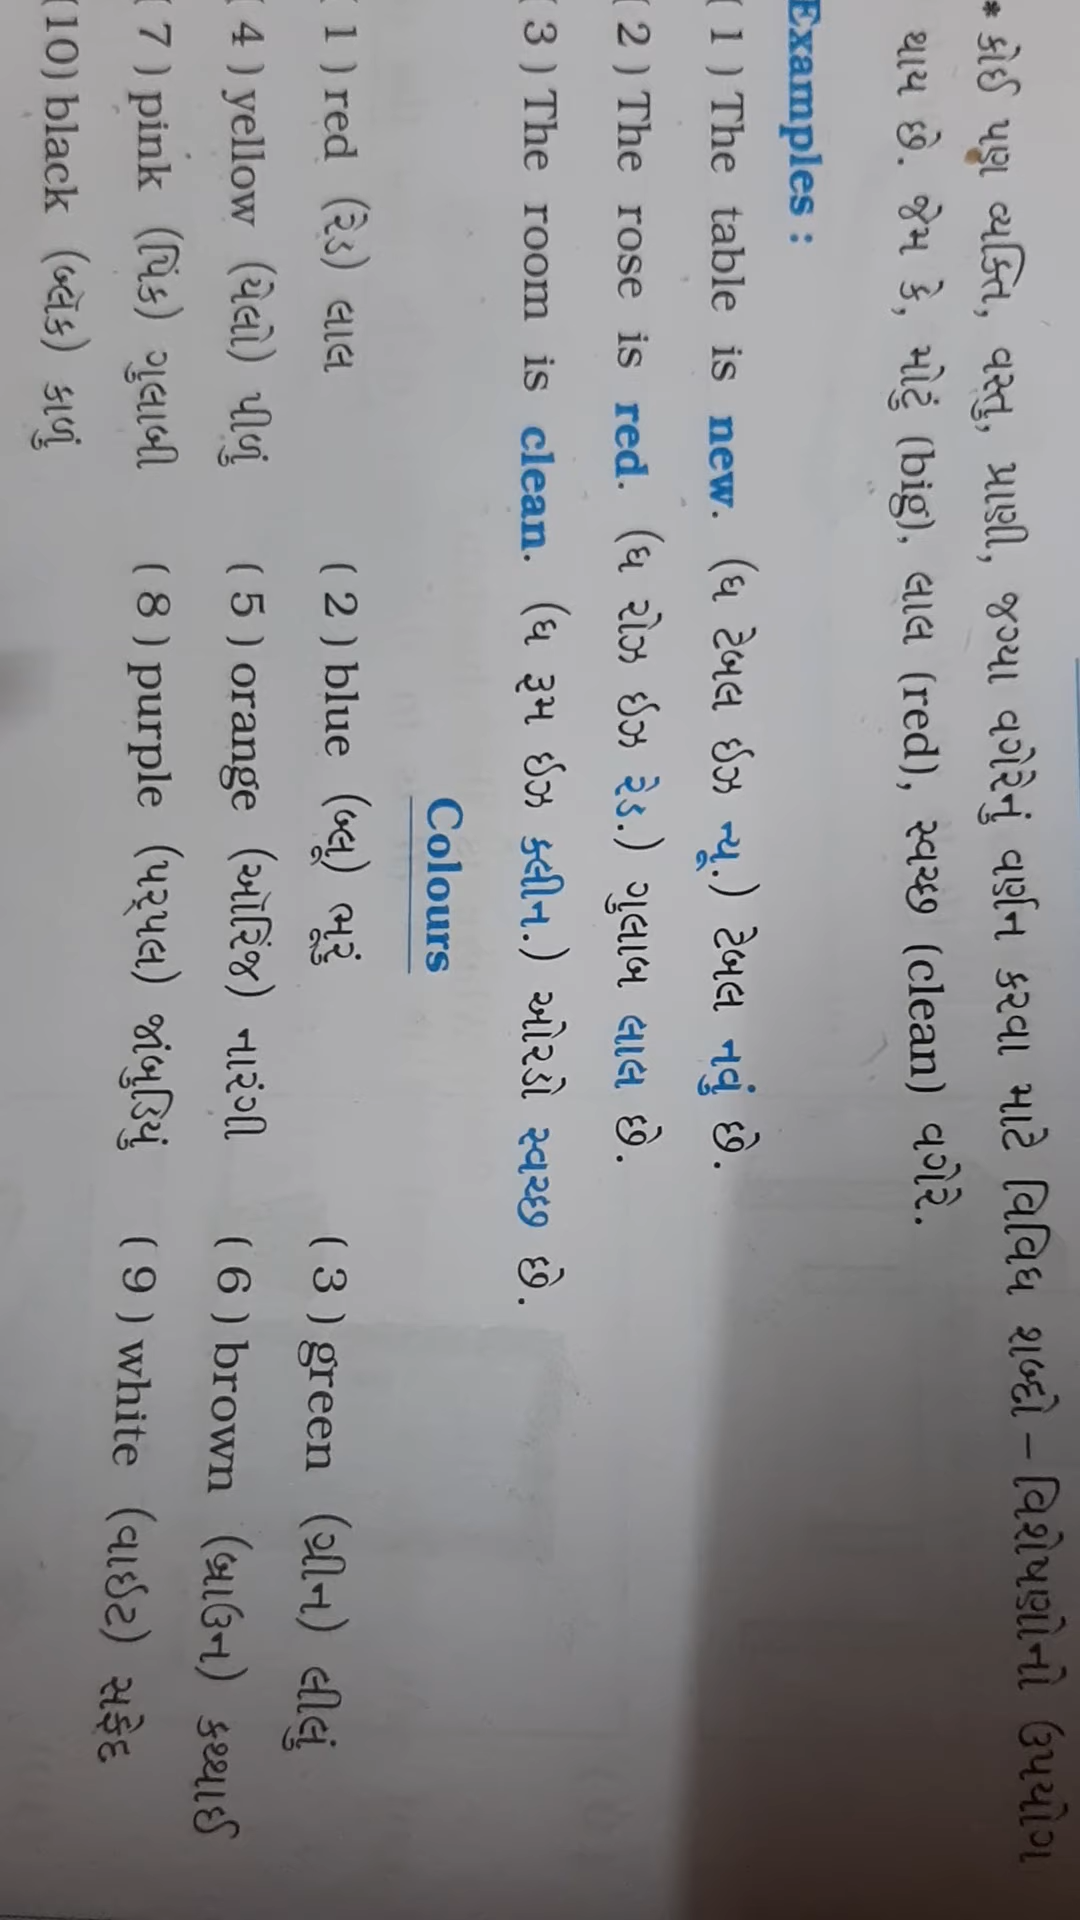 * કોઈ પણ વ્યક્તિ, વસ્તુ, પ્રાણી, જગ્યા વગેરેનું વર્ણન કરવા માટે વિવિધ શબ્દો – વિશેષણોનો ઉપયોગ
થાય છે. જેમ કે, મોટું (big), લાલ (red), સ્વચ્છ (clean) વગેરે.
Examples :
( 1 ) The table is new. (ધ ટેબલ ઈઝ ન્યૂ.) ટેબલ નવું છે.
( 2 ) The rose is red. (ધ રોઝ ઈઝ રેડ.) ગુલાબ લાલ છે.
( 3 ) The room is clean. (ધ રૂમ ઈઝ ક્લીન.) ઓરડો સ્વચ્છ છે.
Colours
( 1 ) red (રેડ) લાલ ( 2 ) blue (બ્લૂ) ભૂરું ( 3 ) green (ગ્રીન) લીલું
( 4 ) yellow (યેલો) પીળું ( 5 ) orange (ઑરિંજ) નારંગી ( 6 ) brown (બ્રાઉન) કથ્થાઈ
( 7 ) pink (પિંક) ગુલાબી ( 8 ) purple (પર્પલ) જાંબુડિયું ( 9 ) white (વાઇટ) સફેદ
(10) black (બ્લૅક) કાળું